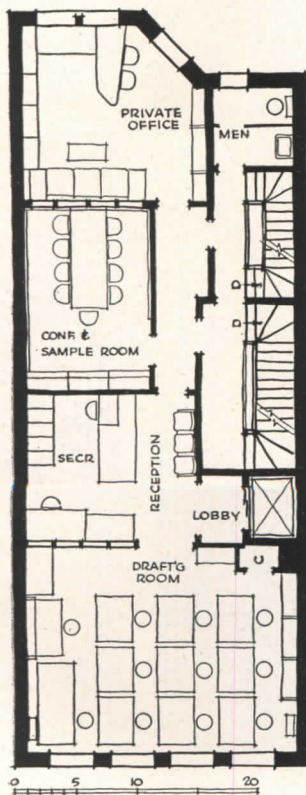 PRIVATE
OFFICE
MEN
D
D
CONF. &
SAMPLE ROOM
SECR
RECEPTION
LOBBY
C
DRAFT'G
ROOM
0 5 10 20